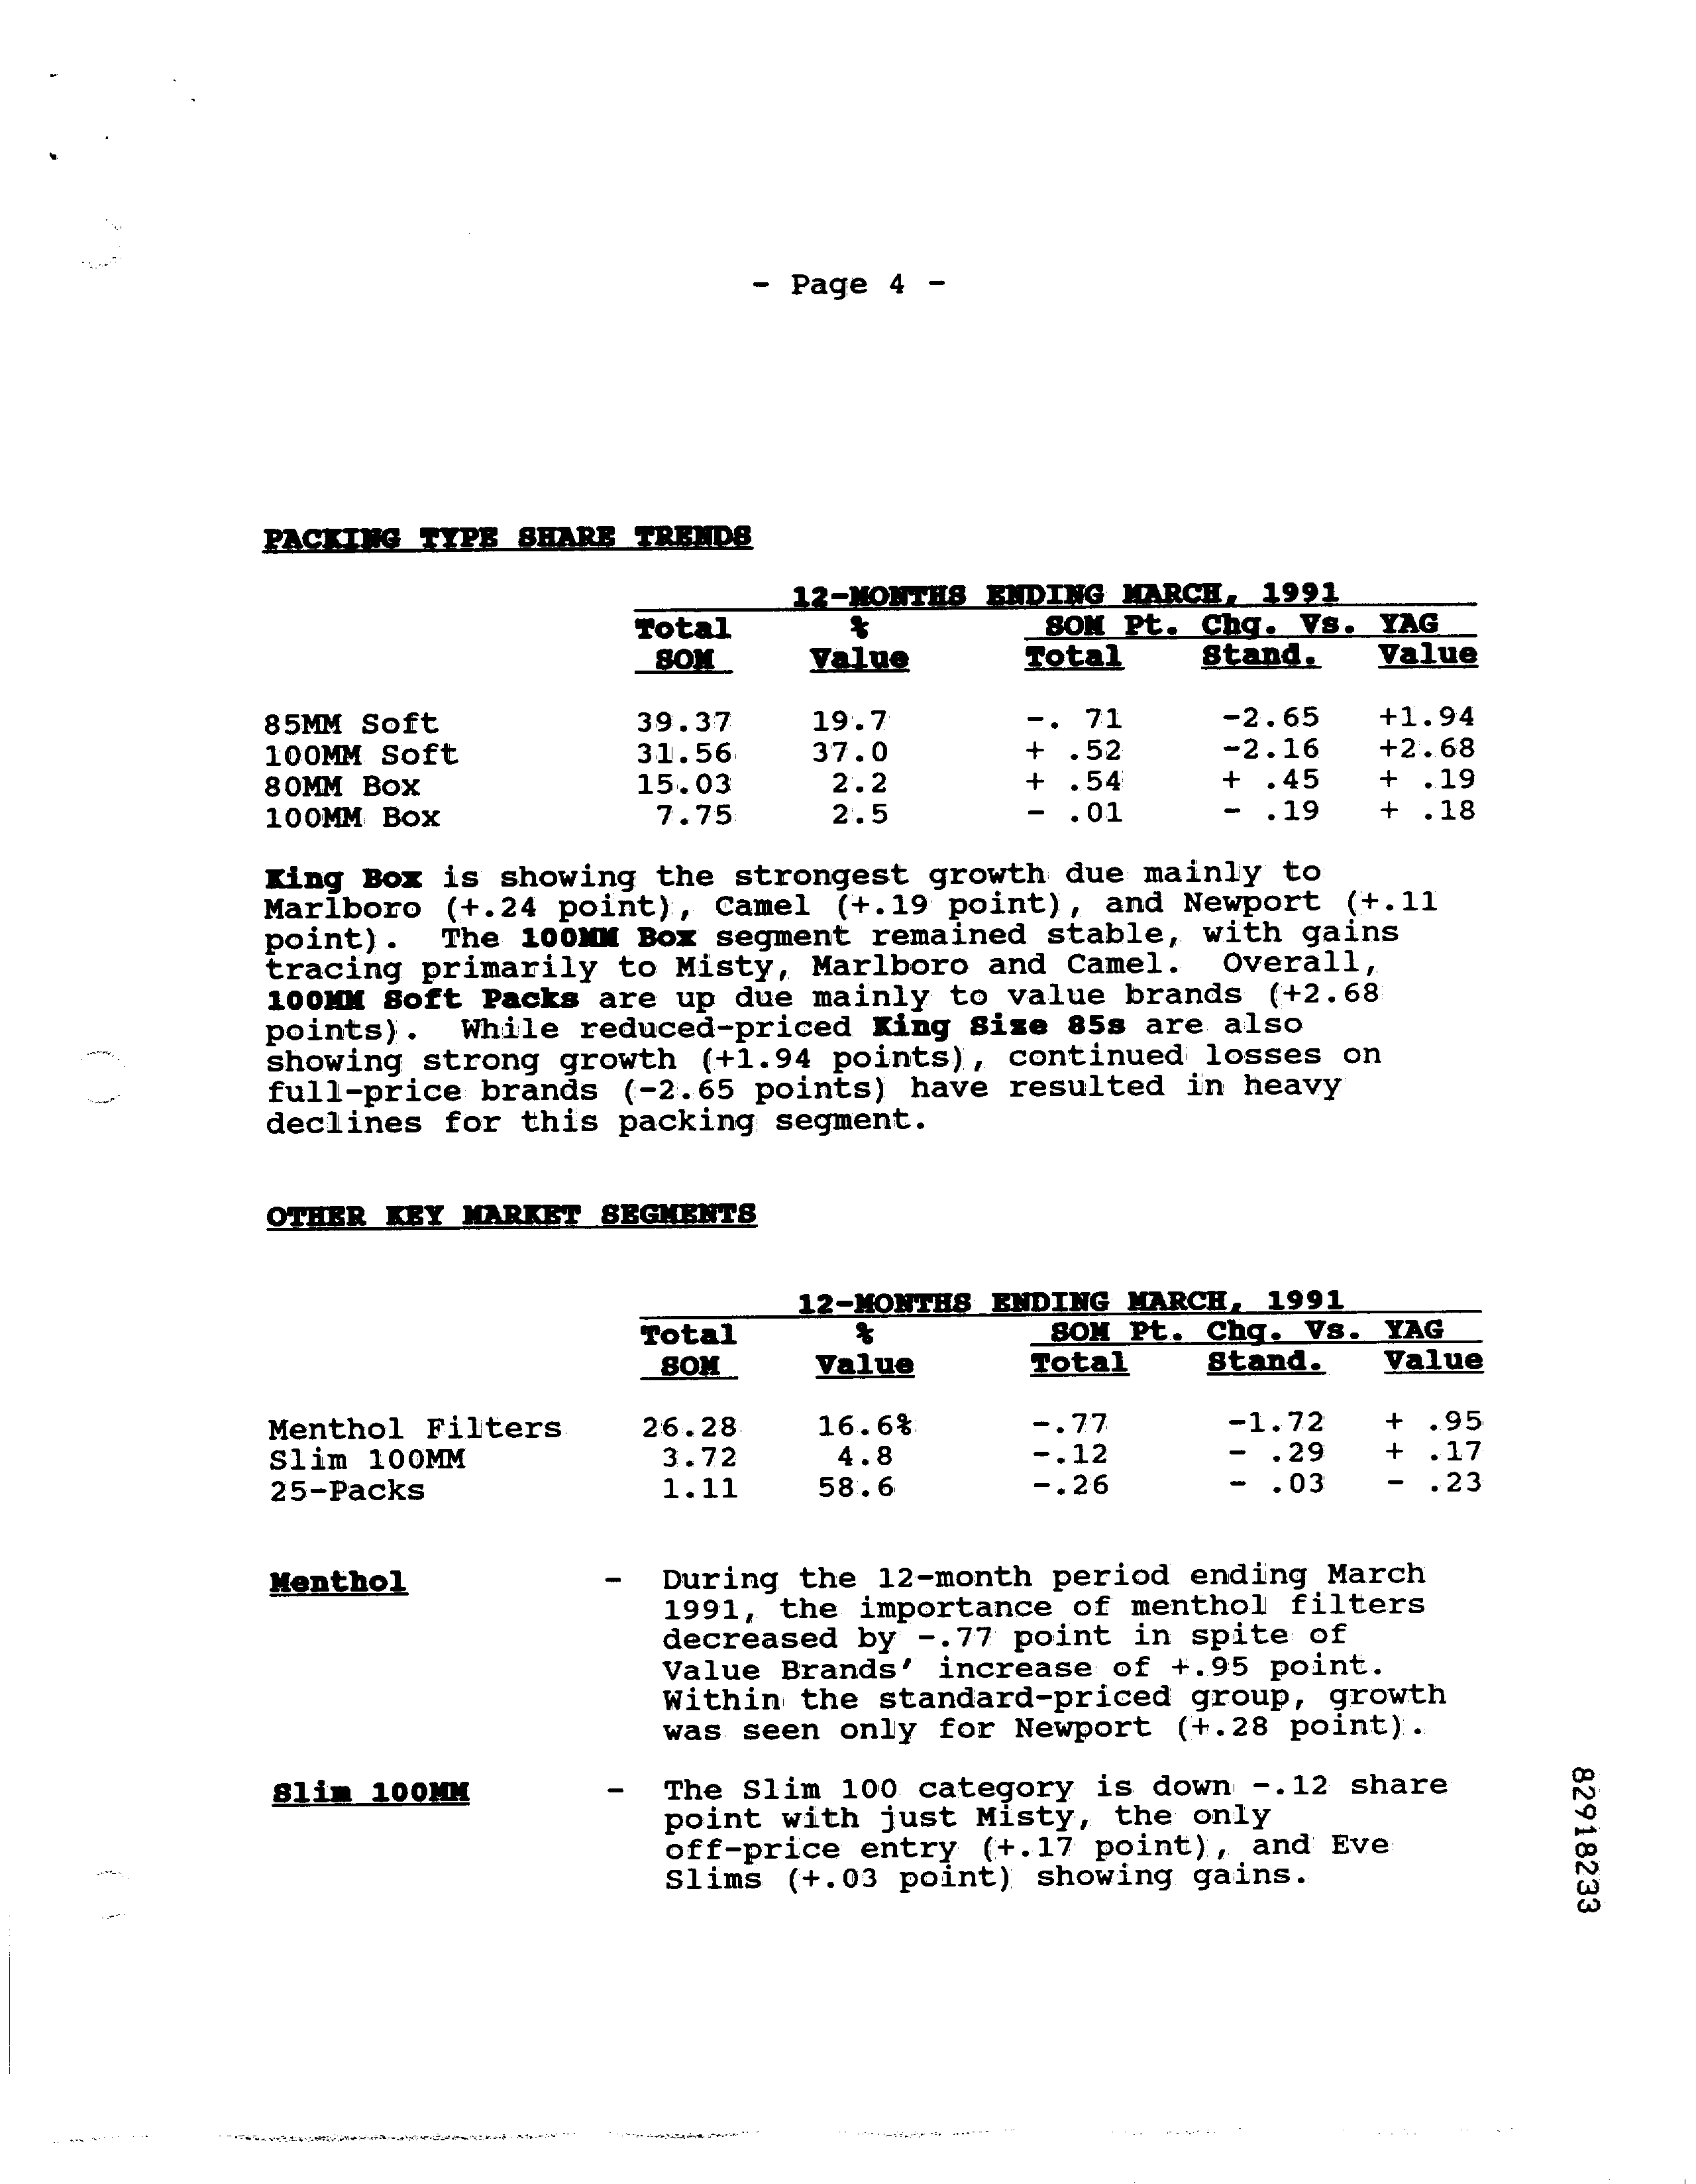 - Page 4 -
PACKING TYPE SHARE TRENDS
12-MONTHS ENDING MARCH, 1991
Total % SOM Pt. Chg. Vs. YAG
SOM Value Total Stand. Value
85MM Soft 39.37 19.7 -. 71 -2.65 +1.94
100MM Soft 31.56 37.0 + .52 -2.16 +2.68
80MM Box 15.03 2.2 + .54 + .45 + .19
100MM Box 7.75 2.5 - .01 - .19 + .18
King Box is showing the strongest growth due mainly to
Marlboro (+.24 point), Camel (+.19 point), and Newport (+.11
point). The 100MM Box segment remained stable, with gains
tracing primarily to Misty, Marlboro and Camel. Overall,
100MM Soft Packs are up due mainly to value brands (+2.68
points). While reduced-priced King Size 85s are also
showing strong growth (+1.94 points), continued losses on
full-price brands (-2.65 points) have resulted in heavy
declines for this packing segment.
OTHER KEY MARKET SEGMENTS
12-MONTHS ENDING MARCH, 1991
Total % SOM Pt. Chg. Vs. YAG
SOM Value Total Stand. Value
Menthol Filters 26.28 16.6% -.77 -1.72 + .95
Slim 100MM 3.72 4.8 -.12 - .29 + .17
25-Packs 1.11 58.6 -.26 - .03 - .23
Menthol - During the 12-month period ending March
1991, the importance of menthol filters
decreased by -.77 point in spite of
Value Brands' increase of +.95 point.
Within the standard-priced group, growth
was seen only for Newport (+.28 point).
Slim 100MM - The Slim 100 category is down -.12 share
point with just Misty, the only
off-price entry (+.17 point), and Eve
Slims (+.03 point) showing gains.
82918233